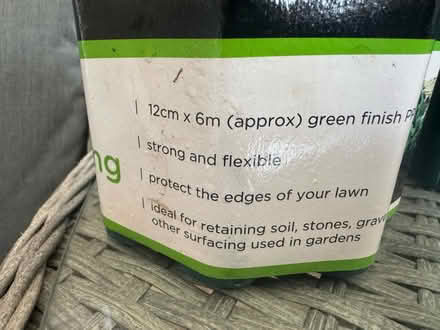 12cm x 6m (approx) green finish P
strong and flexible
ng
protect the edges of your lawn
ideal for retaining soil, stones, grav
other surfacing used in gardens